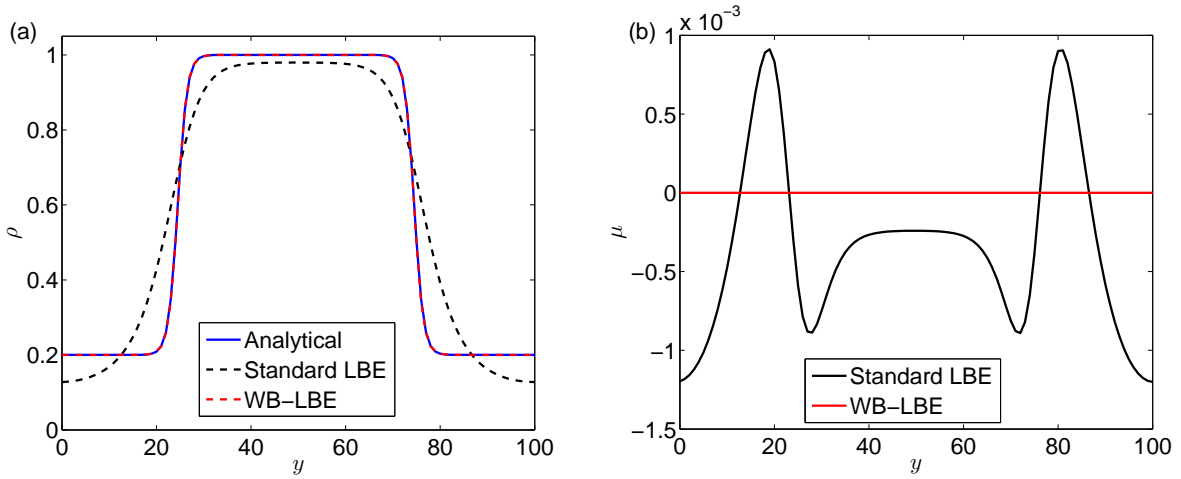 (a)
1
0.8
0.6
0.4
0.2
0
ρ
0 20 40 60 80 100
y
Analytical
Standard LBE
WB−LBE
(b)
x 10⁻³
1
0.5
0
−0.5
−1
−1.5
μ
0 20 40 60 80 100
y
Standard LBE
WB−LBE